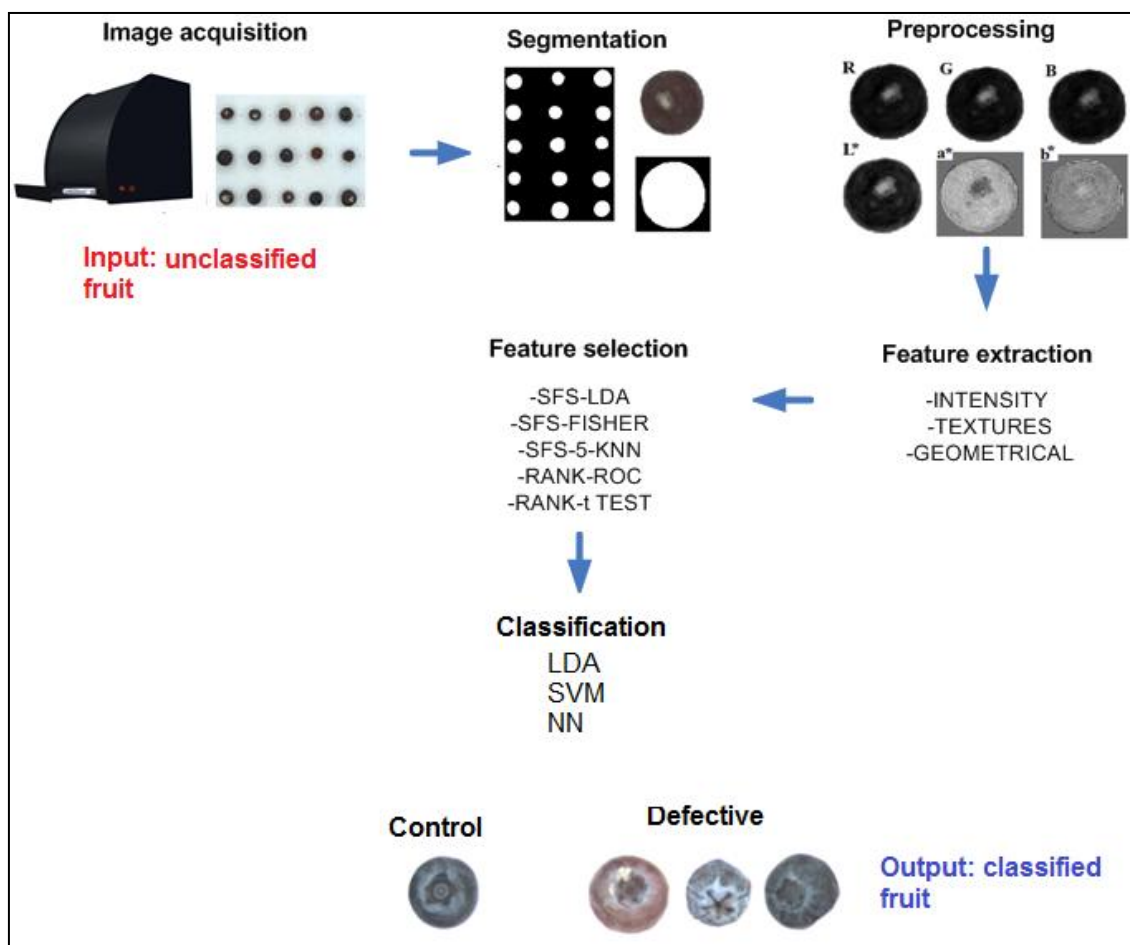 Image acquisition
Segmentation
Preprocessing
R
G
B
L*
a*
b*
Input: unclassified
fruit
Feature selection
-SFS-LDA
-SFS-FISHER
-SFS-5-KNN
-RANK-ROC
-RANK-t TEST
Feature extraction
-INTENSITY
-TEXTURES
-GEOMETRICAL
Classification
LDA
SVM
NN
Control
Defective
Output: classified
fruit